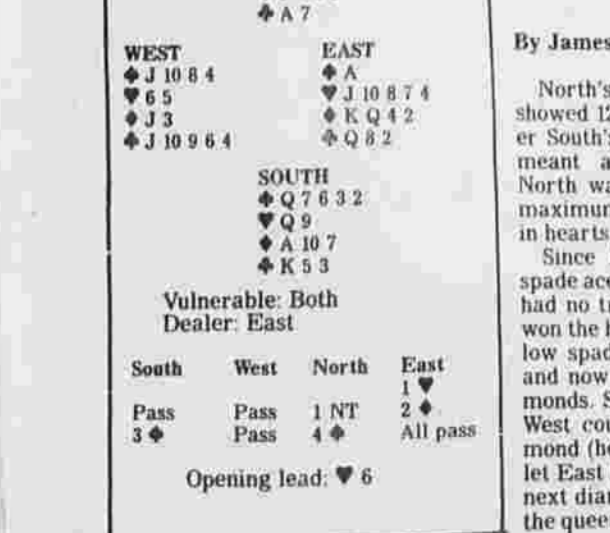 ♣ A 7
WEST
♠ J 10 8 4
♥ 6 5
♦ J 3
♣ J 10 9 6 4
EAST
♠ A
♥ J 10 8 7 4
♦ K Q 4 2
♣ Q 8 2
SOUTH
♠ Q 7 6 3 2
♥ Q 9
♦ A 10 7
♣ K 5 3
Vulnerable: Both
Dealer: East
South West North East
1 ♥
Pass Pass 1 NT 2 ♦
3 ♠ Pass 4 ♠ All pass
Opening lead: ♥ 6
By James
North's
showed 12
er South's
meant a
North wa
maximum
in hearts
Since
spade ace
had no tr
won the h
low spad
and now
monds. S
West cou
mond (he
let East
next diam
the queen